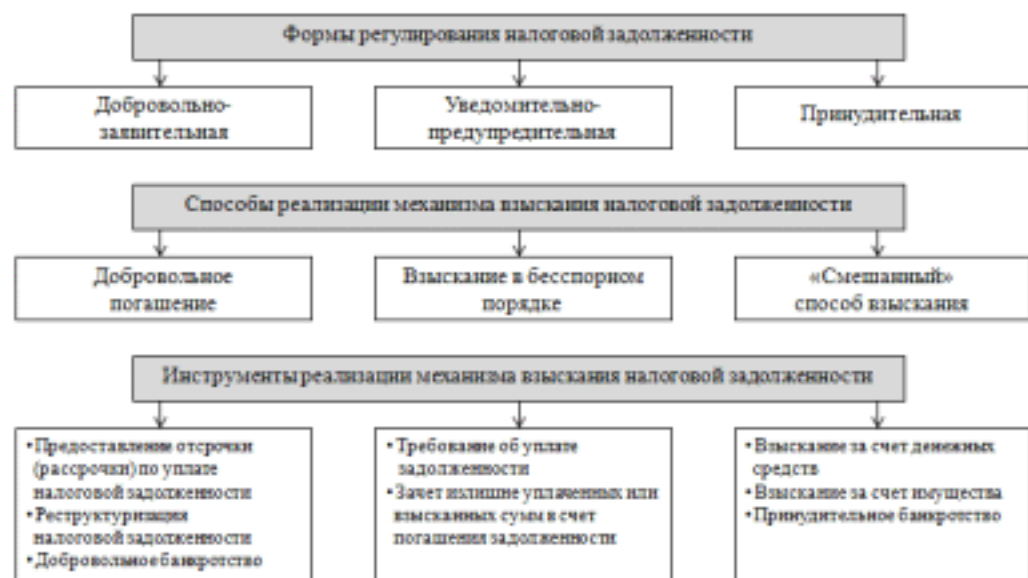 Формы регулирования налоговой задолженности
Добровольно-
заявительная
Уведомительно-
предупредительная
Принудительная
Способы реализации механизма взыскания налоговой задолженности
Добровольное
погашение
Взыскание в бесспорном
порядке
«Смешанный»
способ взыскания
Инструменты реализации механизма взыскания налоговой задолженности
• Предоставление отсрочки
(рассрочки) по уплате
налоговой задолженности
• Реструктуризация
налоговой задолженности
• Добровольное банкротство
• Требование об уплате
задолженности
• Зачет излишне уплаченных или
взысканных сумм в счет
погашения задолженности
• Взыскание за счет денежных
средств
• Взыскание за счет имущества
• Принудительное банкротство